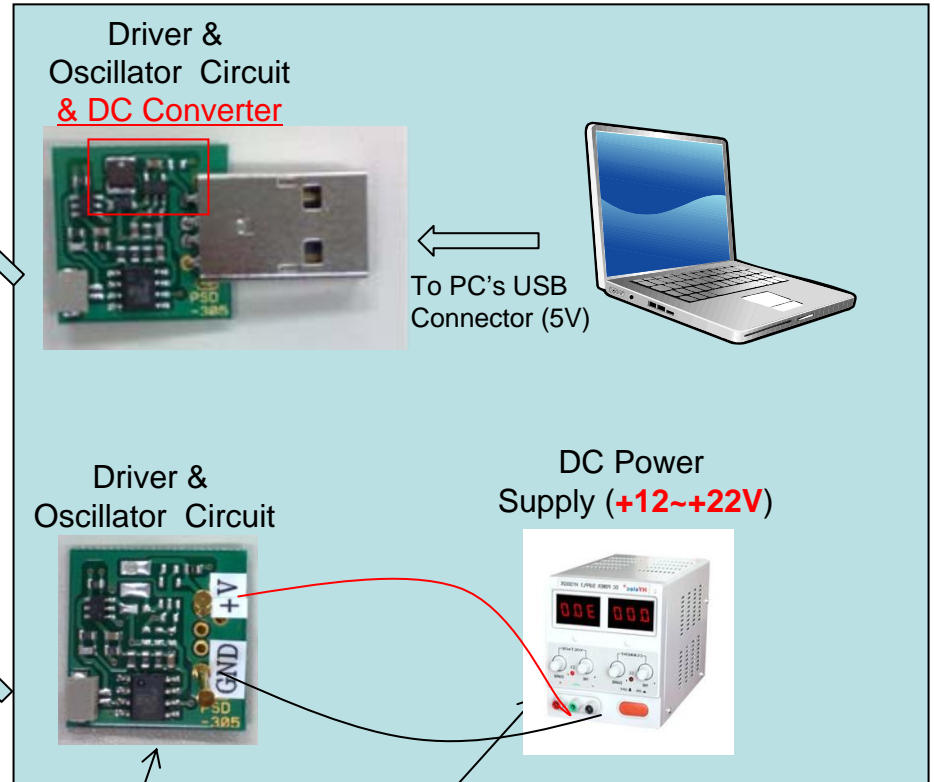 Driver &
Oscillator Circuit
& DC Converter
PSD
-305
To PC's USB
Connector (5V)
Driver &
Oscillator Circuit
+V
GND
PSD
-305
DC Power
Supply (+12~+22V)